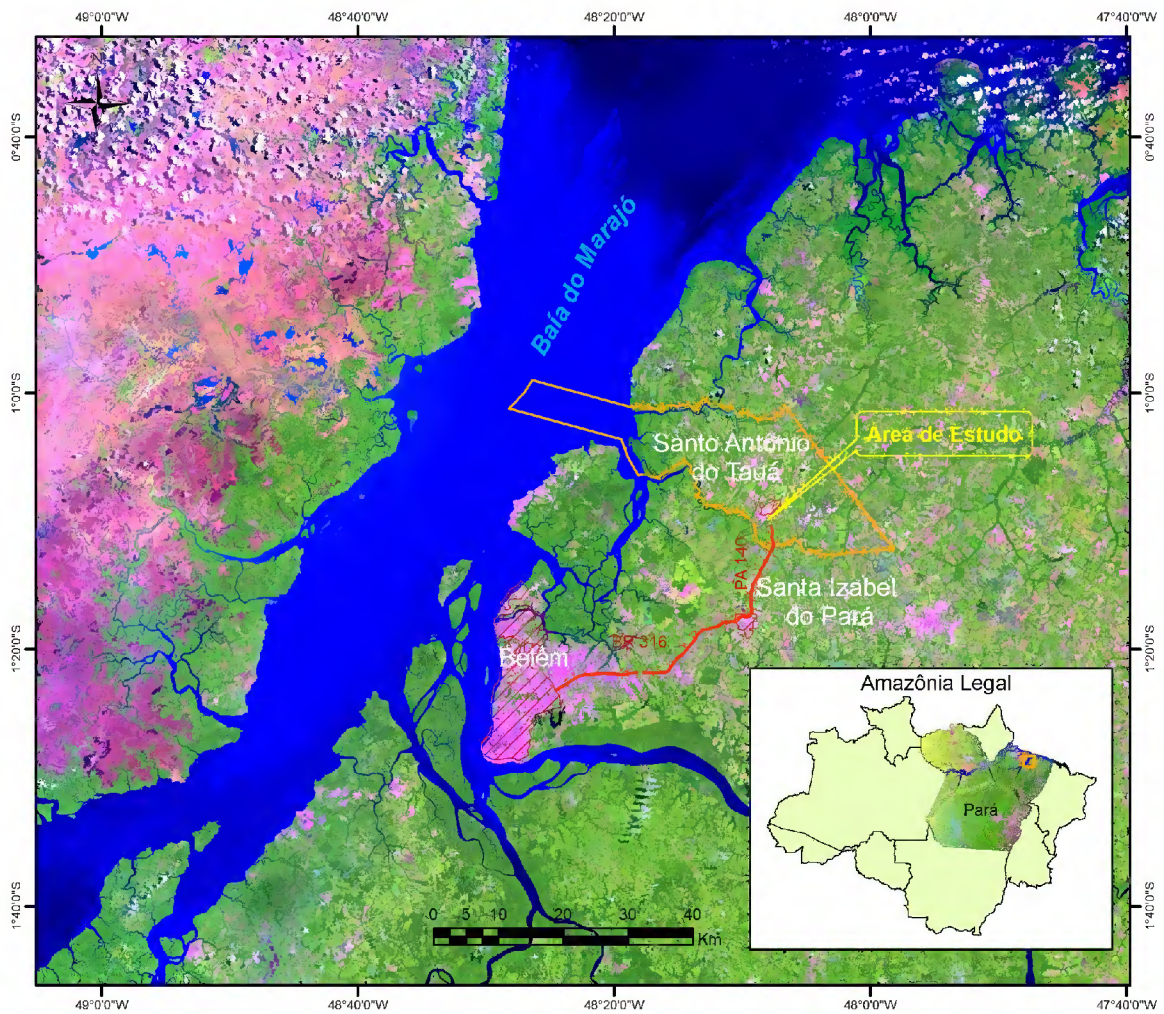 49°0'0"W 48°40'0"W 48°20'0"W 48°0'0"W 47°40'0"W
0°40'0"S 0°40'0"S
Baía do Marajó
1°0'0"S 1°0'0"S
Área de Estudo
Santo Antônio
do Tauá
PA 140
Santa Izabel
do Pará
1°20'0"S 1°20'0"S
BR 316
Belém
Amazônia Legal
Pará
1°40'0"S 1°40'0"S
0 5 10 20 30 40
Km
49°0'0"W 48°40'0"W 48°20'0"W 48°0'0"W 47°40'0"W